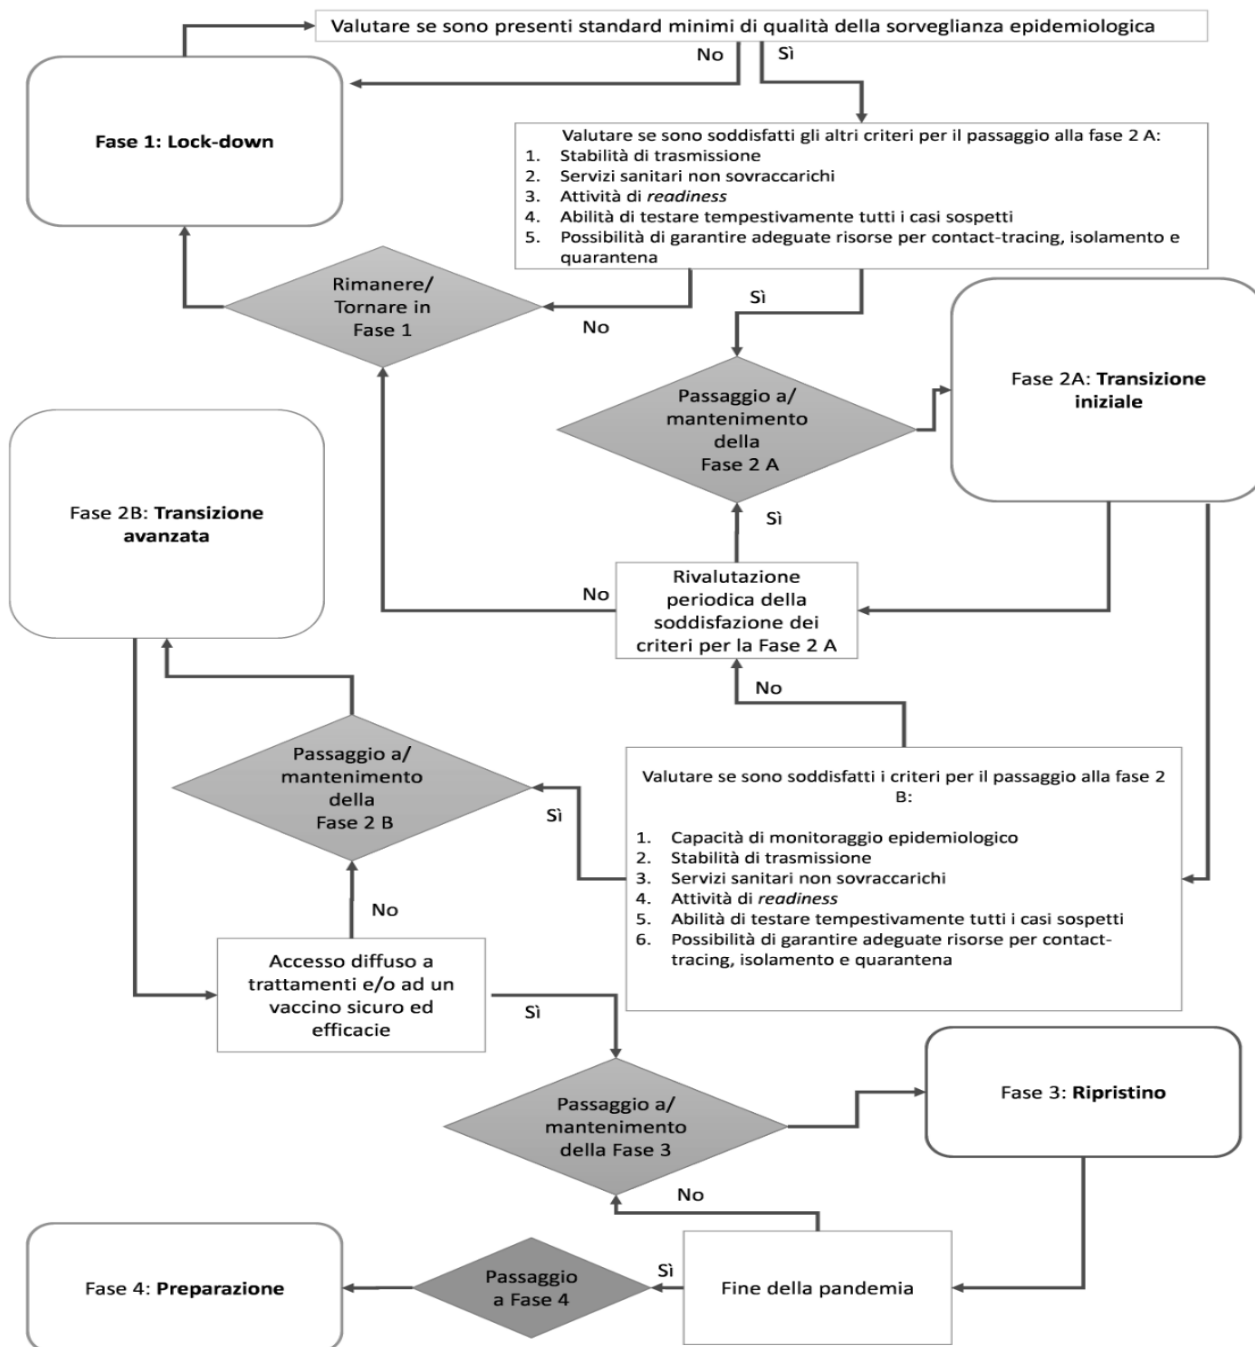 Valutare se sono presenti standard minimi di qualità della sorveglianza epidemiologica
No
Sì
Fase 1: Lock-down
Valutare se sono soddisfatti gli altri criteri per il passaggio alla fase 2 A:
1. Stabilità di trasmissione
2. Servizi sanitari non sovraccarichi
3. Attività di readiness
4. Abilità di testare tempestivamente tutti i casi sospetti
5. Possibilità di garantire adeguate risorse per contact-tracing, isolamento e
quarantena
Rimanere/
Tornare in
Fase 1
No
Sì
Passaggio a/
mantenimento
della
Fase 2 A
Fase 2A: Transizione
iniziale
Fase 2B: Transizione
avanzata
Sì
No
Rivalutazione
periodica della
soddisfazione dei
criteri per la Fase 2 A
No
Passaggio a/
mantenimento
della
Fase 2 B
Sì
Valutare se sono soddisfatti i criteri per il passaggio alla fase 2
B:
1. Capacità di monitoraggio epidemiologico
2. Stabilità di trasmissione
3. Servizi sanitari non sovraccarichi
4. Attività di readiness
5. Abilità di testare tempestivamente tutti i casi sospetti
6. Possibilità di garantire adeguate risorse per contact-
tracing, isolamento e quarantena
No
Accesso diffuso a
trattamenti e/o ad un
vaccino sicuro ed
efficacie
Sì
Passaggio a/
mantenimento
della Fase 3
Fase 3: Ripristino
No
Fase 4: Preparazione
Passaggio
a Fase 4
Sì
Fine della pandemia